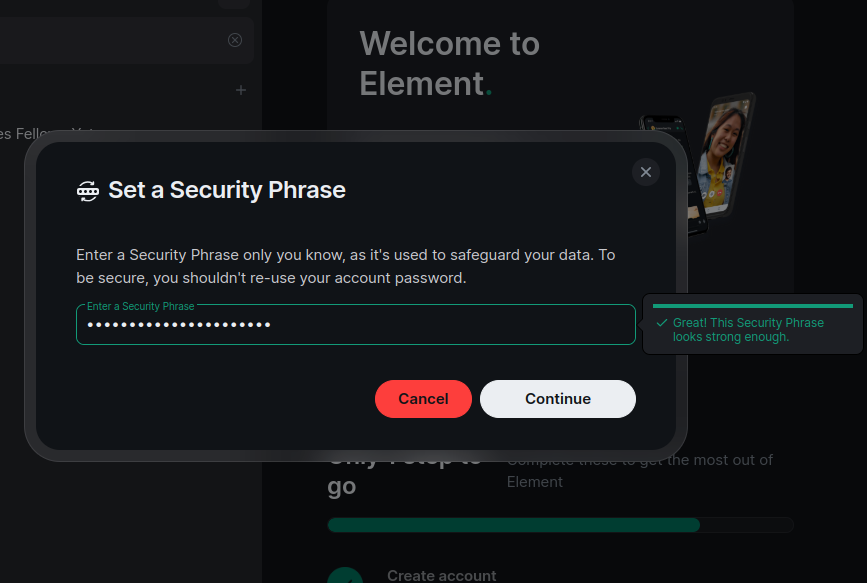 Welcome to
Element.
Set a Security Phrase
Enter a Security Phrase only you know, as it's used to safeguard your data. To
be secure, you shouldn't re-use your account password.
Enter a Security Phrase
••••••••••••••••••••••
Great! This Security Phrase
looks strong enough.
Cancel
Continue
Only 1 step to
go
Complete these to get the most out of
Element
Create account